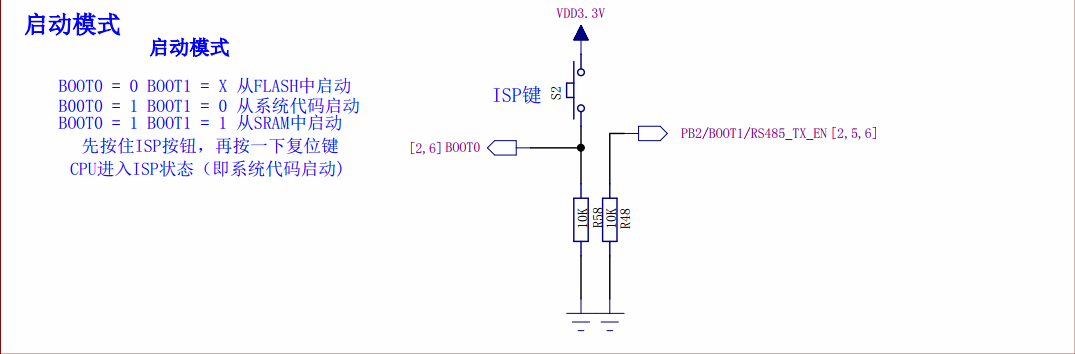 启动模式
启动模式
BOOT0 = 0 BOOT1 = X 从FLASH中启动
BOOT0 = 1 BOOT1 = 0 从系统代码启动
BOOT0 = 1 BOOT1 = 1 从SRAM中启动
先按住ISP按钮，再按一下复位键
CPU进入ISP状态（即系统代码启动)
VDD3.3V
ISP键
S2
[2,6] BOOT0
PB2/BOOT1/RS485_TX_EN [2,5,6]
10K
R58
10K
R48